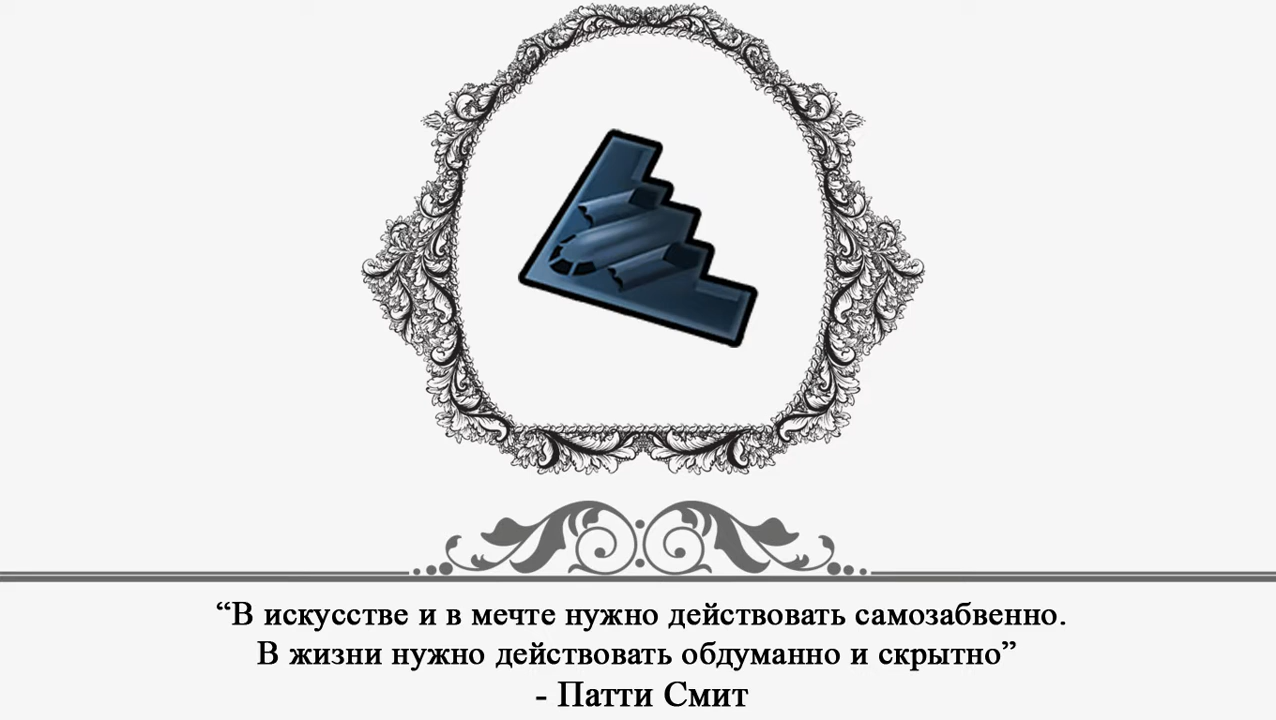 “В искусстве и в мечте нужно действовать самозабвенно.
В жизни нужно действовать обдуманно и скрытно”
- Патти Смит